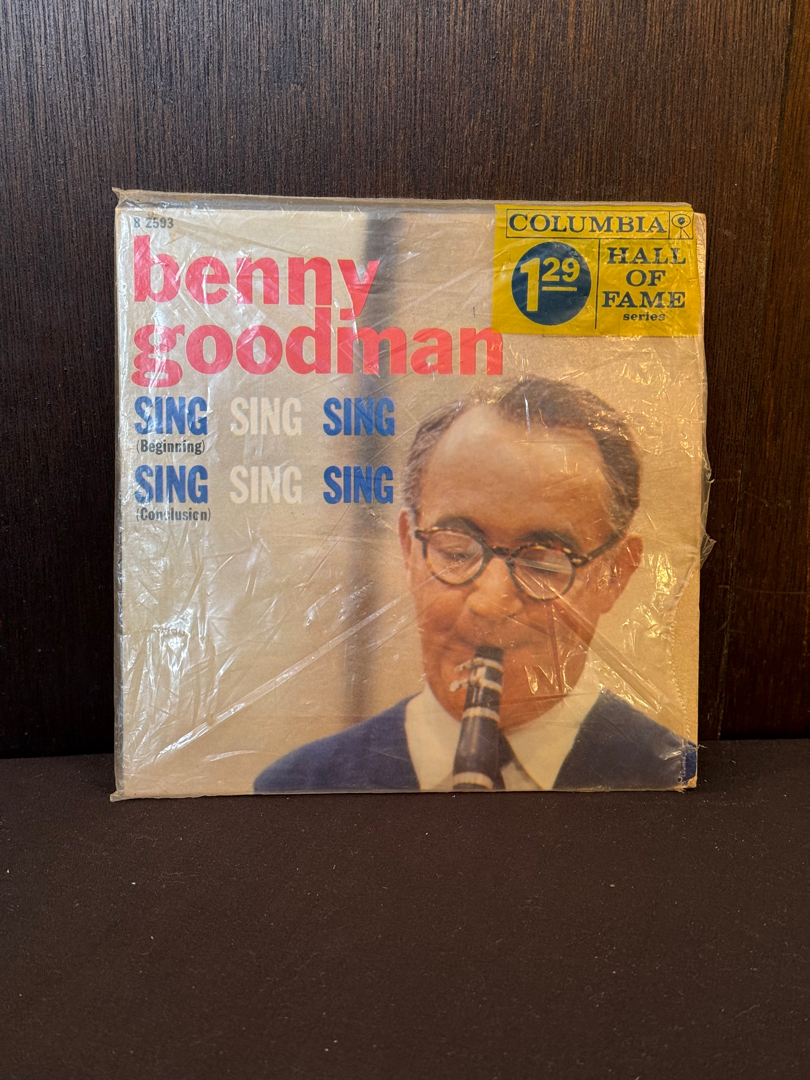 B 2593
benny
goodman
SING SING SING
(Beginning)
SING SING SING
(Conclusion)
COLUMBIA
1 29
HALL
OF
FAME
series